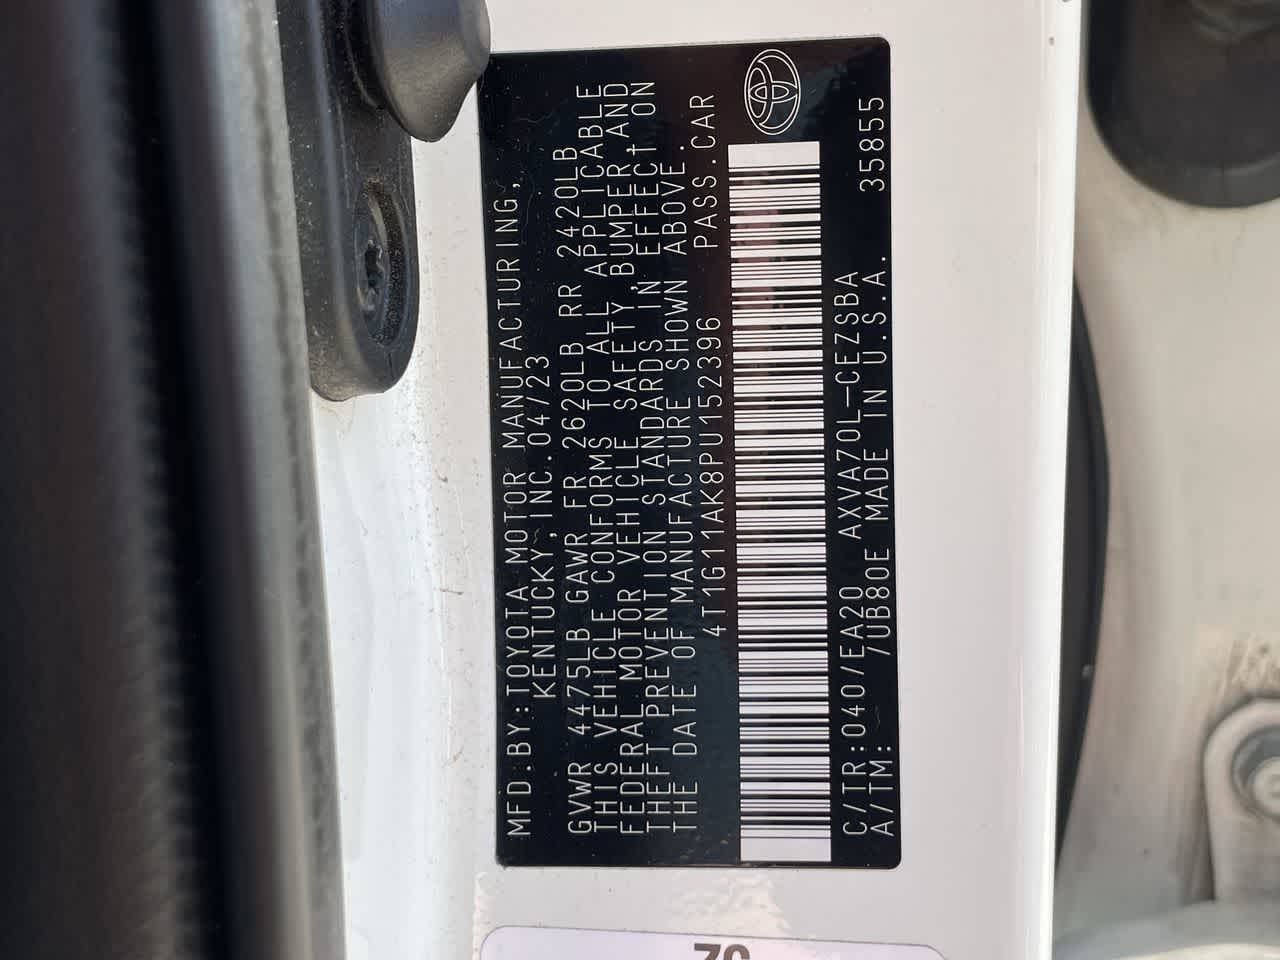 MFD.BY:TOYOTA MOTOR MANUFACTURING,
KENTUCKY,INC.04/23
GVWR 4475LB GAWR FR 2620LB RR 2420LB
THIS VEHICLE CONFORMS TO ALL APPLICABLE
FEDERAL MOTOR VEHICLE SAFETY,BUMPER,AND
THEFT PREVENTION STANDARDS IN EFFECT ON
THE DATE OF MANUFACTURE SHOWN ABOVE.
4T1G11AK8PU152396 PASS.CAR
C/TR:040/EA20 AXVA70L-CEZSBA 35855
A/TM: /UB80E MADE IN U.S.A.